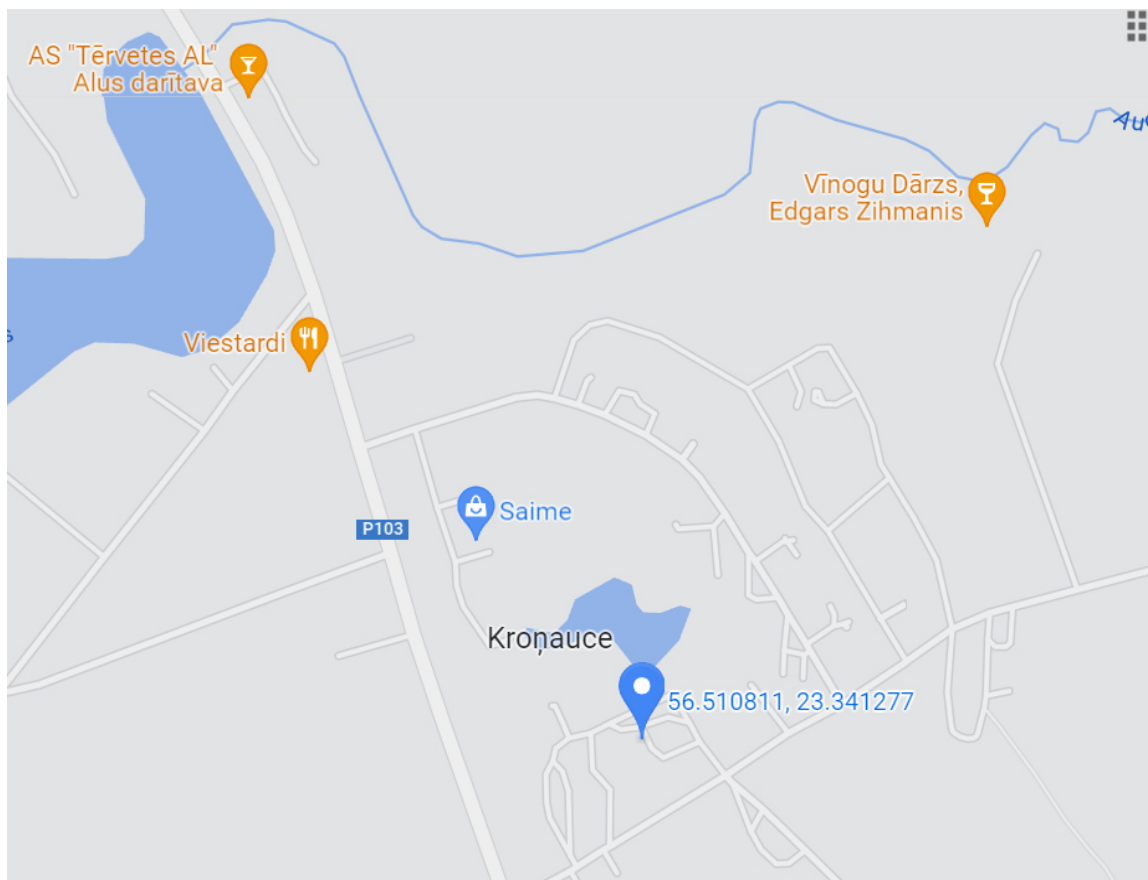 AS "Tērvetes AL"
Alus darītava
Vīnogu Dārzs,
Edgars Zihmanis
Viestardi
Saime
P103
Kroņauce
56.510811, 23.341277